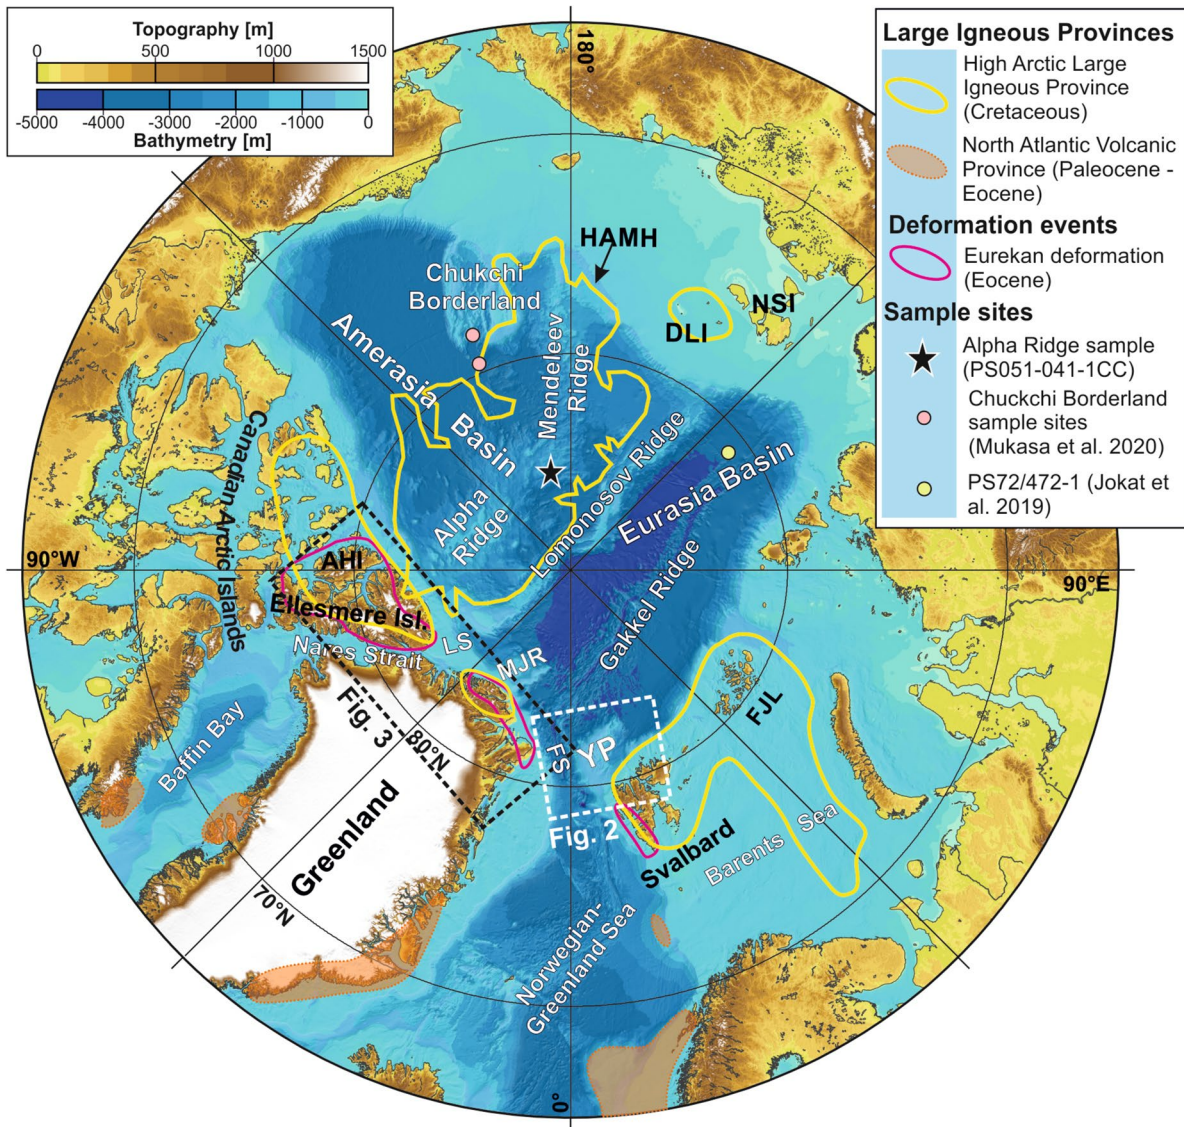 Topography [m]
0 500 1000 1500
-5000 -4000 -3000 -2000 -1000 0
Bathymetry [m]
Large Igneous Provinces
High Arctic Large
Igneous Province
(Cretaceous)
North Atlantic Volcanic
Province (Paleocene -
Eocene)
Deformation events
Eurekan deformation
(Eocene)
Sample sites
Alpha Ridge sample
(PS051-041-1CC)
Chuckchi Borderland
sample sites
(Mukasa et al. 2020)
PS72/472-1 (Jokat et
al. 2019)
180°
HAMH
Chukchi
Borderland
NSI
DLI
Amerasia
Basin
Mendeleev
Ridge
Canadian Arctic Islands
Alpha
Ridge
Lomonosov Ridge
Eurasia Basin
Gakkel Ridge
90°W
90°E
AHI
Ellesmere Isl.
Nares Strait
LS
MJR
FJL
Fig. 3
80°N
FS
YP
Fig. 2
Baffin Bay
Greenland
70°N
Svalbard
Barents Sea
Norwegian-
Greenland Sea
0°